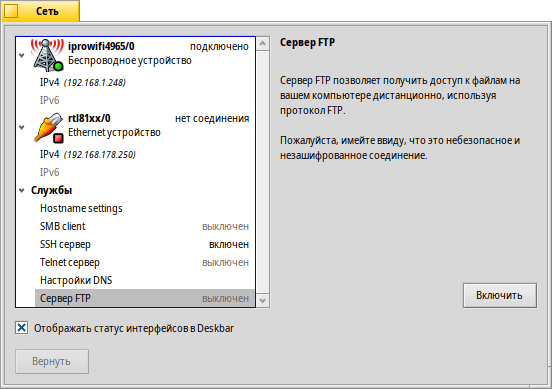 Сеть
iprowifi4965/0 подключено
Беспроводное устройство
IPv4 (192.168.1.248)
IPv6
rtl81xx/0 нет соединения
Ethernet устройство
IPv4 (192.168.178.250)
IPv6
Службы
Hostname settings
SMB client выключен
SSH сервер включен
Telnet сервер выключен
Настройки DNS
Сервер FTP выключен
Отображать статус интерфейсов в Deskbar
Вернуть
Сервер FTP
Сервер FTP позволяет получить доступ к файлам на
вашем компьютере дистанционно, используя
протокол FTP.
Пожалуйста, имейте ввиду, что это небезопасное и
незашифрованное соединение.
Включить